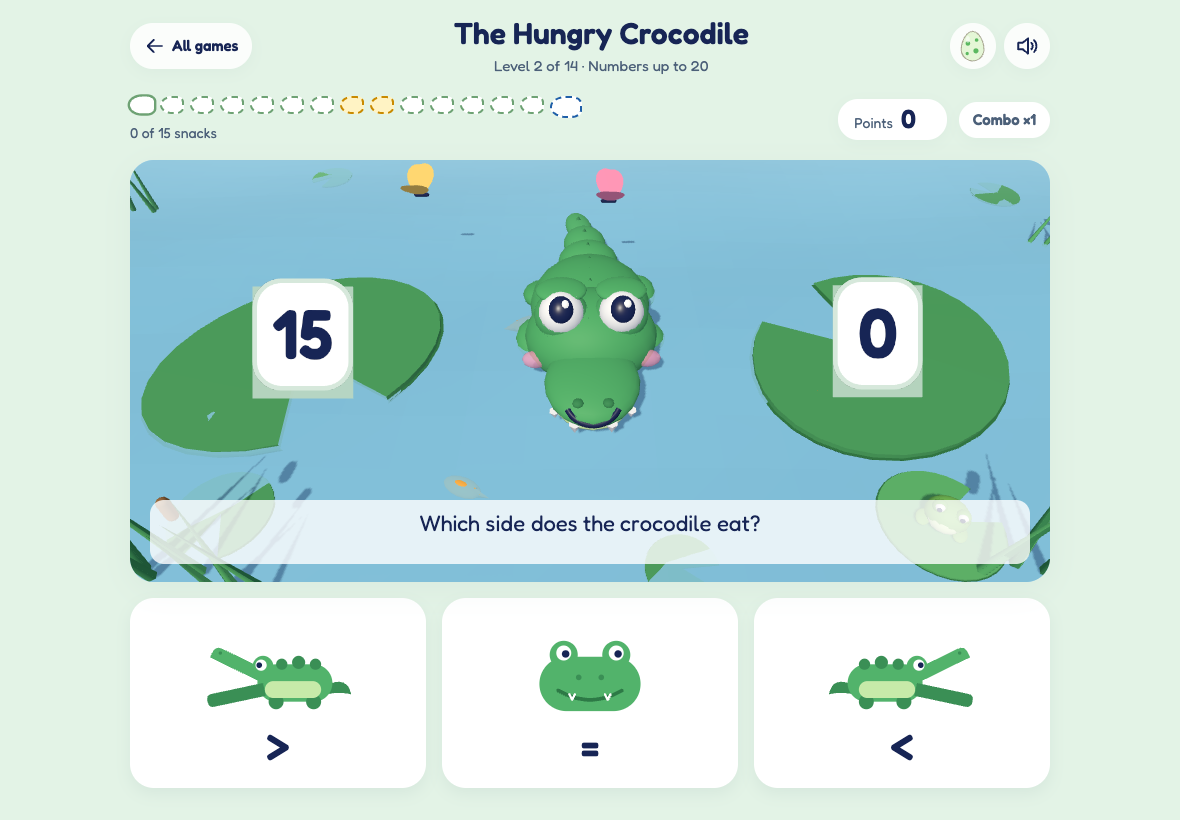 All games
The Hungry Crocodile
Level 2 of 14 · Numbers up to 20
0 of 15 snacks
Points 0
Combo ×1
15
0
Which side does the crocodile eat?
>
=
<